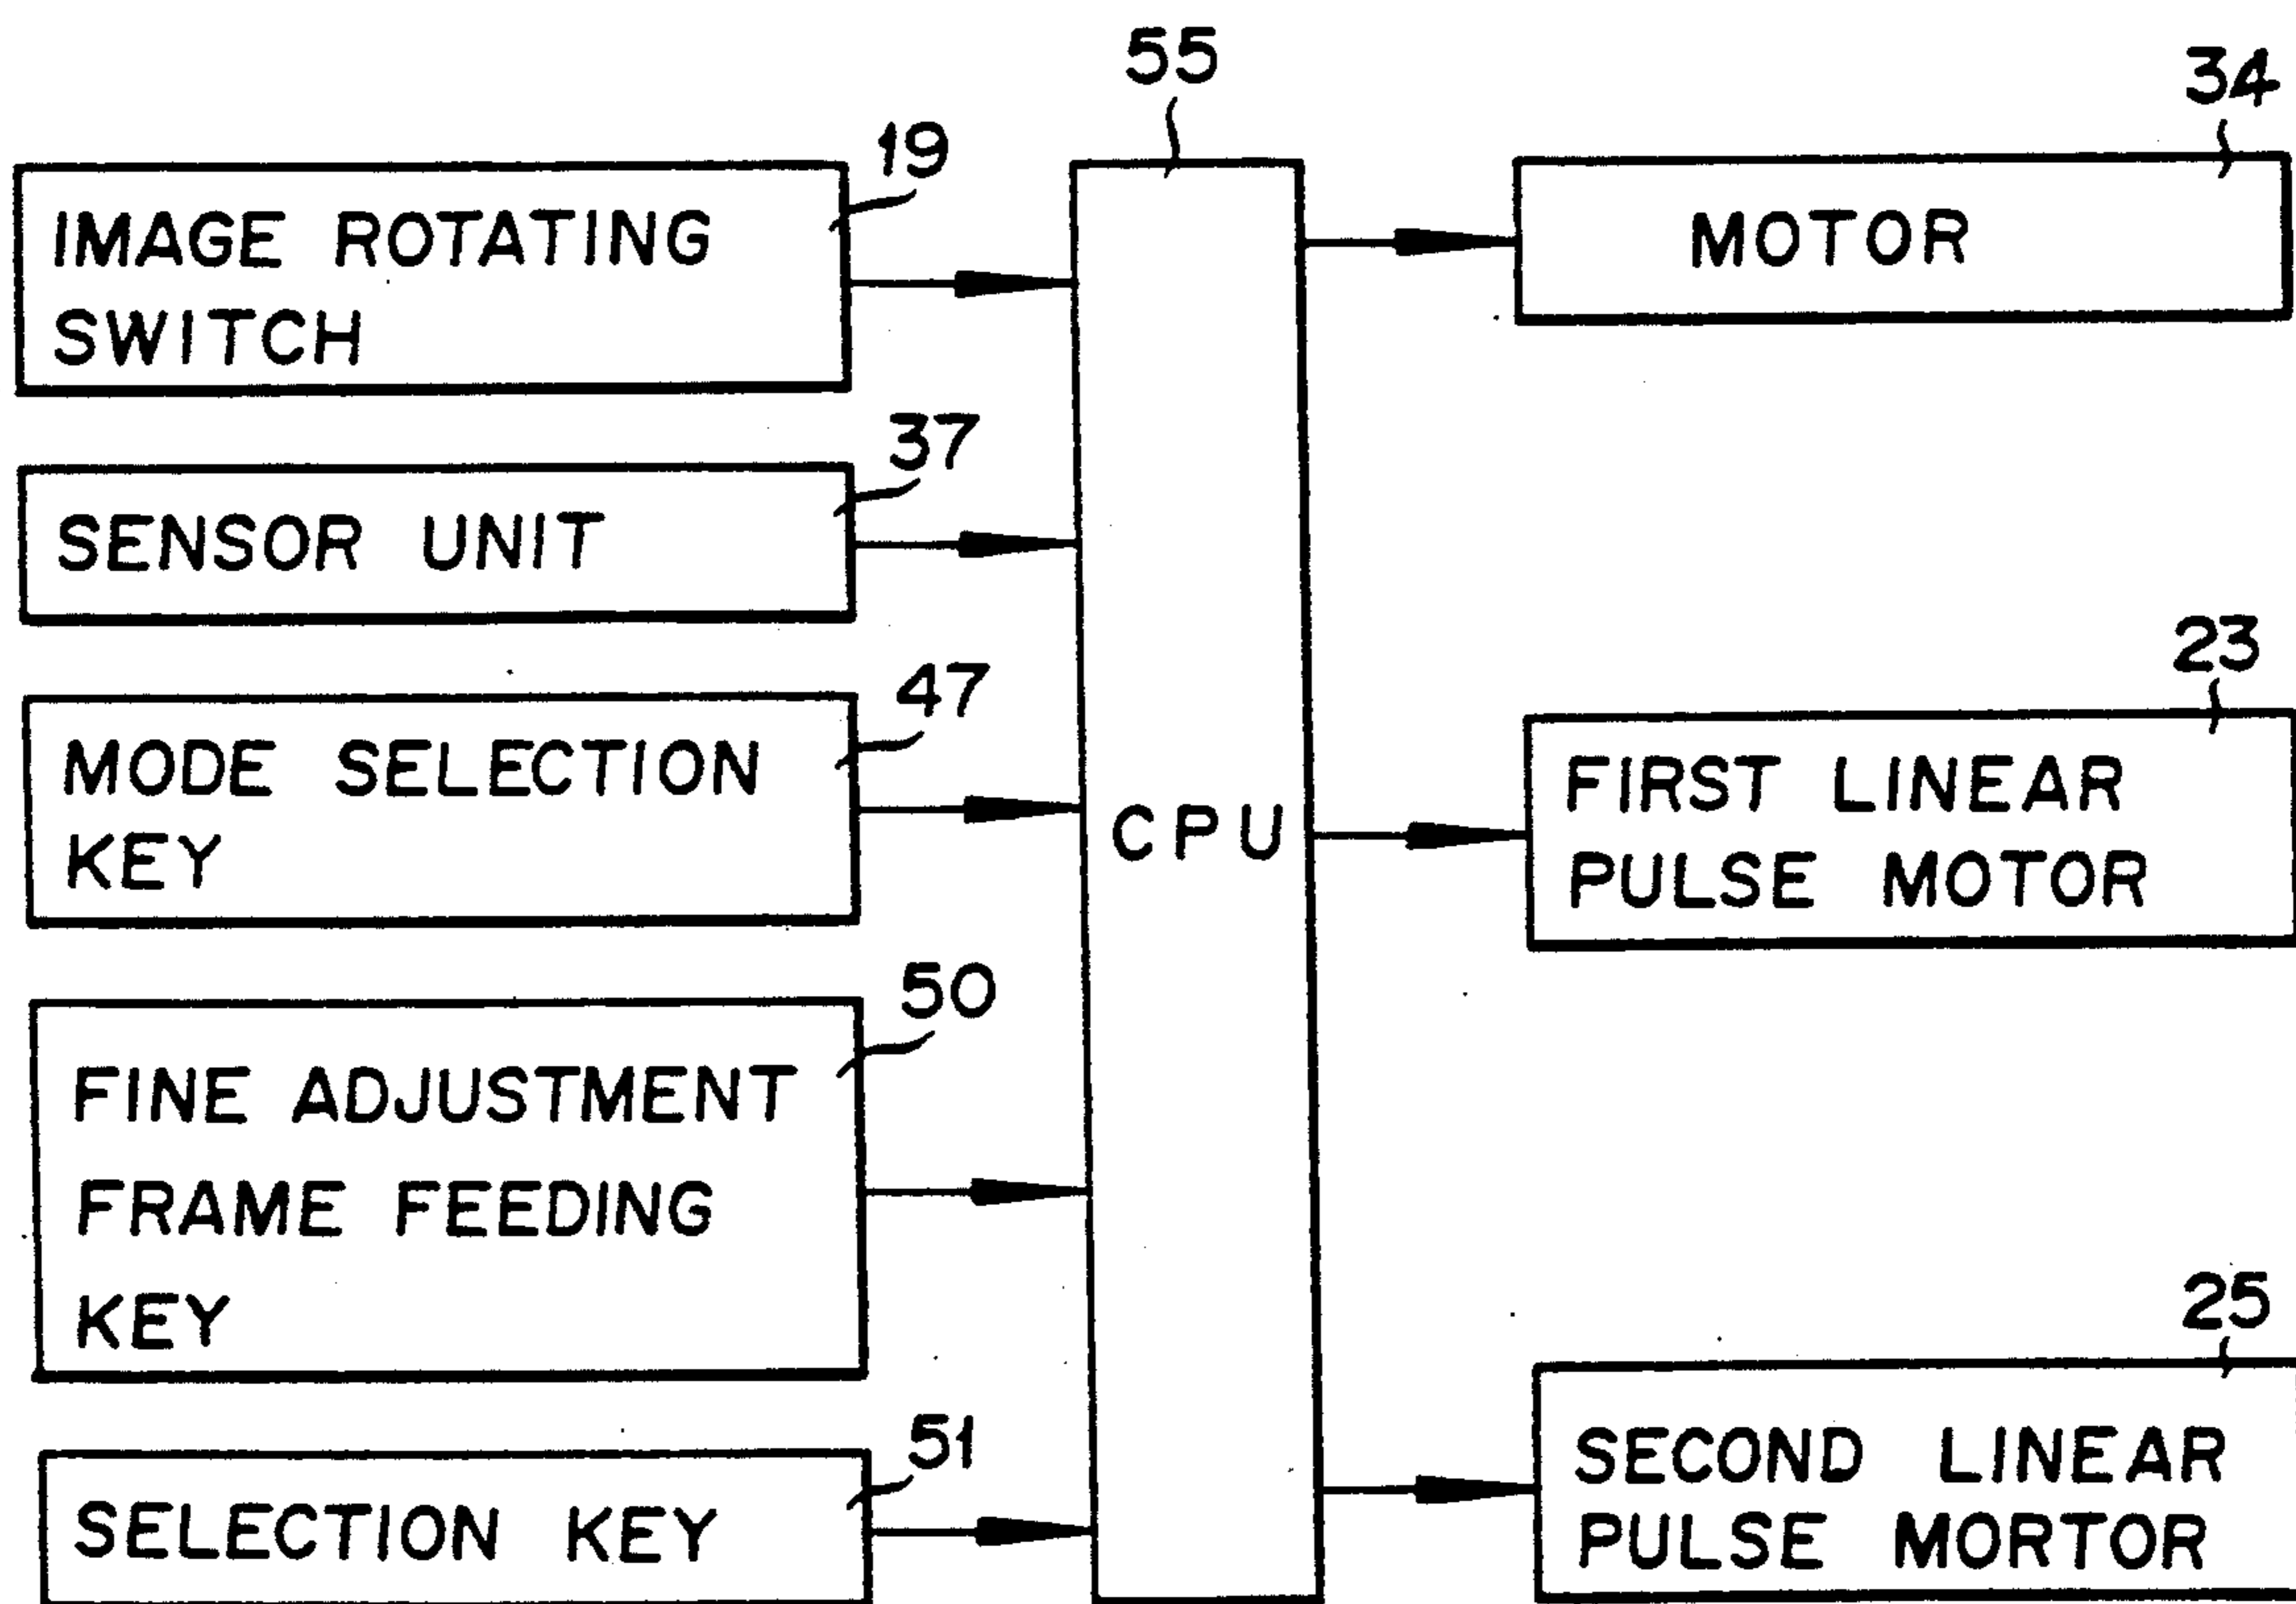 55
34
19
IMAGE ROTATING
SWITCH
MOTOR
37
SENSOR UNIT
23
47
MODE SELECTION
KEY
CPU
FIRST LINEAR
PULSE MOTOR
50
FINE ADJUSTMENT
FRAME FEEDING
KEY
25
51
SELECTION KEY
SECOND LINEAR
PULSE MORTOR